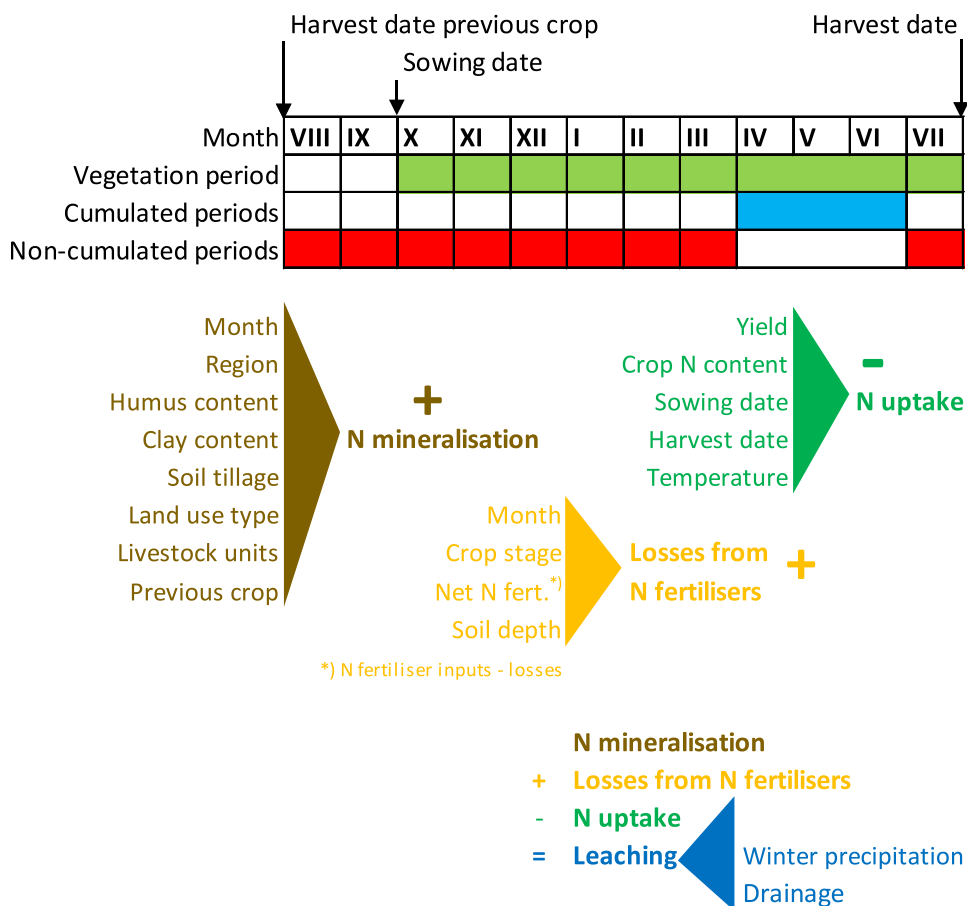 Harvest date previous crop
Harvest date
Sowing date
Month VIII IX X XI XII I II III IV V VI VII
Vegetation period
Cumulated periods
Non-cumulated periods
Month
Region
Humus content
Clay content
Soil tillage
Land use type
Livestock units
Previous crop
+
N mineralisation
Yield
Crop N content
Sowing date
Harvest date
Temperature
-
N uptake
Month
Crop stage
Net N fert.*)
Soil depth
Losses from
N fertilisers
+
*) N fertiliser inputs - losses
N mineralisation
+ Losses from N fertilisers
- N uptake
= Leaching
Winter precipitation
Drainage